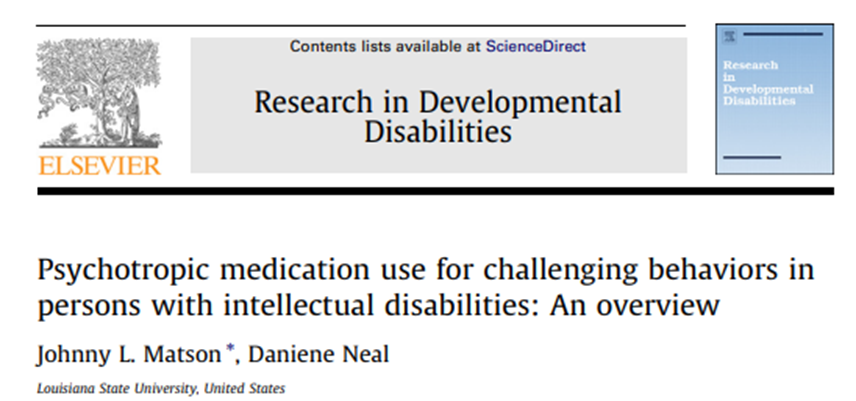 Contents lists available at ScienceDirect
Research in Developmental
Disabilities
ELSEVIER
Research
in
Developmental
Disabilities
Psychotropic medication use for challenging behaviors in
persons with intellectual disabilities: An overview
Johnny L. Matson*, Daniene Neal
Louisiana State University, United States